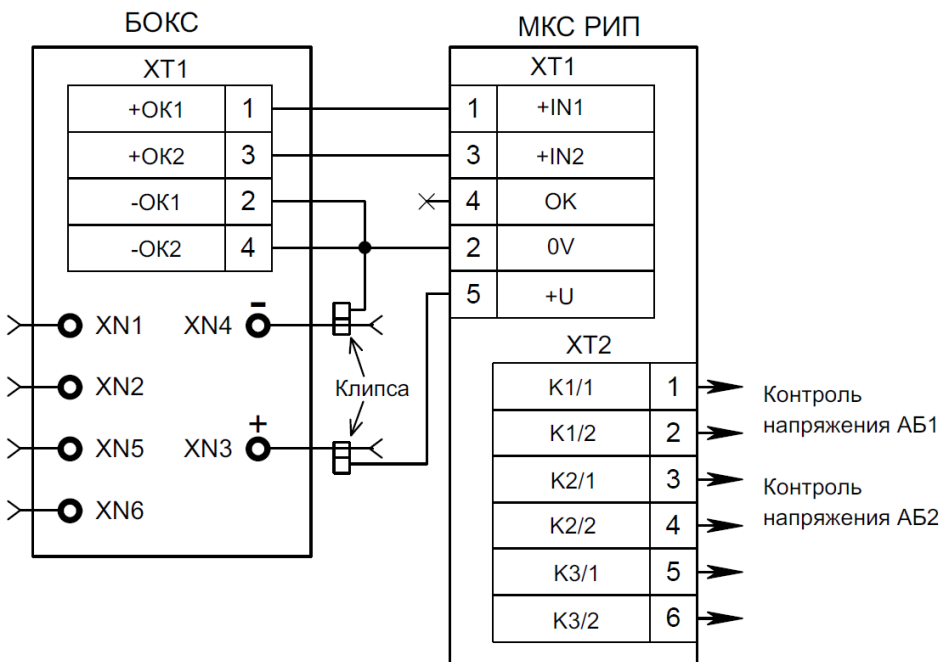 БОКС
XT1
+OK1 1
+OK2 3
-OK1 2
-OK2 4
XN1
XN2
XN5
XN6
XN4 -
XN3 +
Клипса
МКС РИП
XT1
1 +IN1
3 +IN2
4 OK
2 0V
5 +U
XT2
K1/1 1
K1/2 2
K2/1 3
K2/2 4
K3/1 5
K3/2 6
Контроль
напряжения АБ1
Контроль
напряжения АБ2